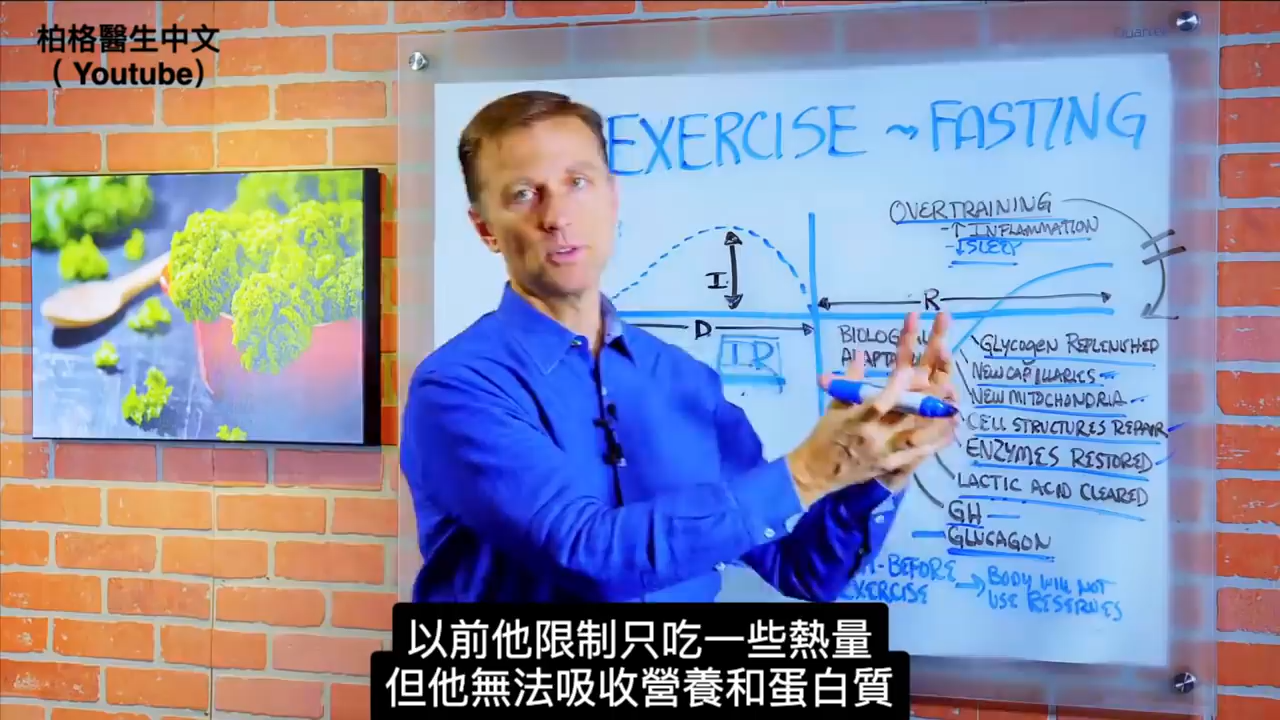 柏格醫生中文
（Youtube）
Quartet
EXERCISE ~> FASTING
OVERTRAINING
-↑ INFLAMMATION
-↓SLEEP
I
R
D
IR
BIOLOGICAL
GLYCOGEN REPLENISHED
NEW CAPILLARIES
NEW MITOCHONDRIA
CELL STRUCTURES REPAIR
ENZYMES RESTORED
LACTIC ACID CLEARED
GH
GLUCAGON
-BEFORE
EXERCISE
→ BODY WILL NOT
USE RESERVES
以前他限制只吃一些熱量
但他無法吸收營養和蛋白質